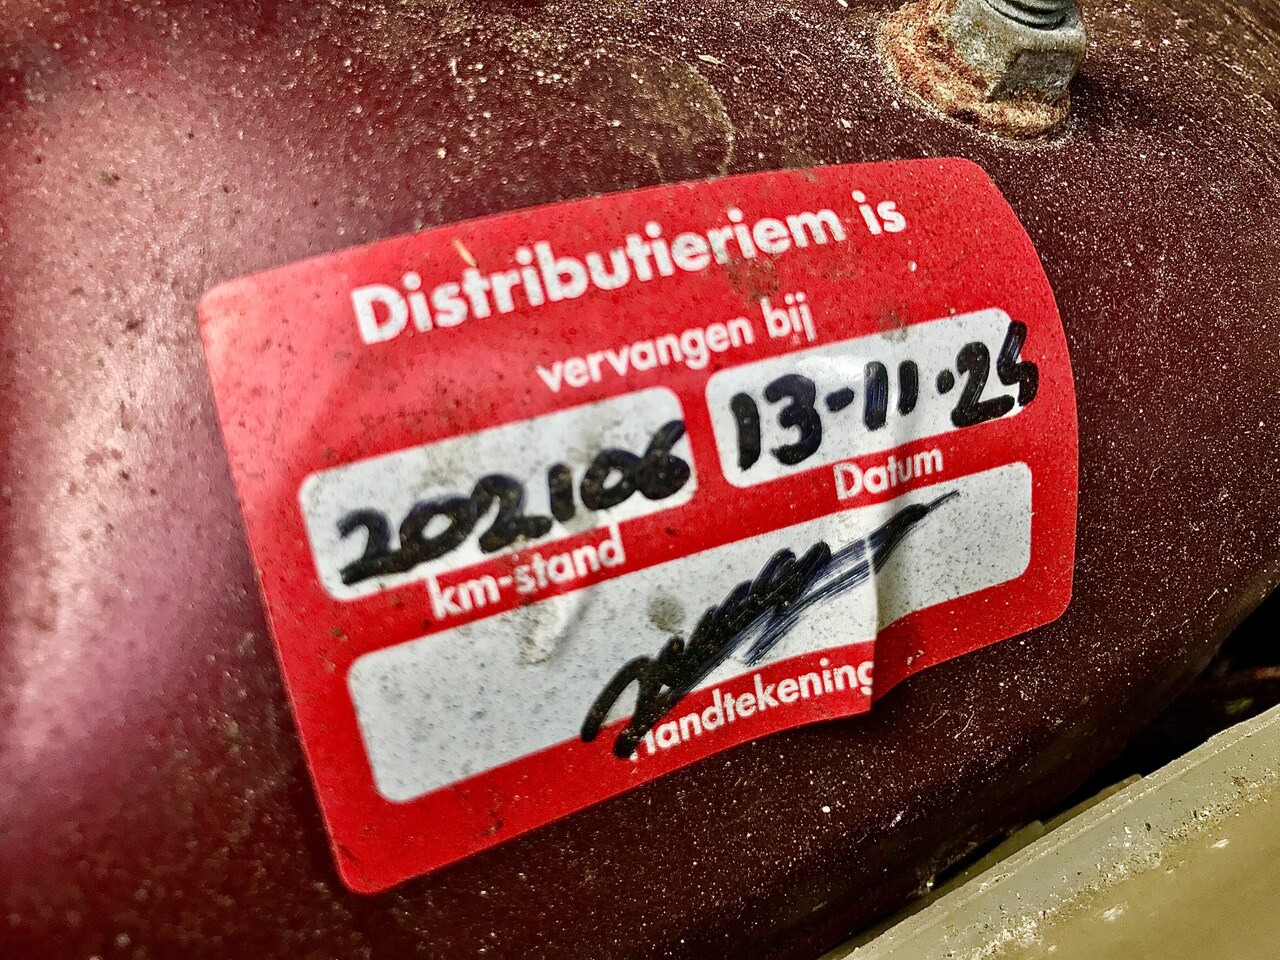 Distributieriem is
vervangen bij
202106 13-11-25
km-stand Datum
Handtekening